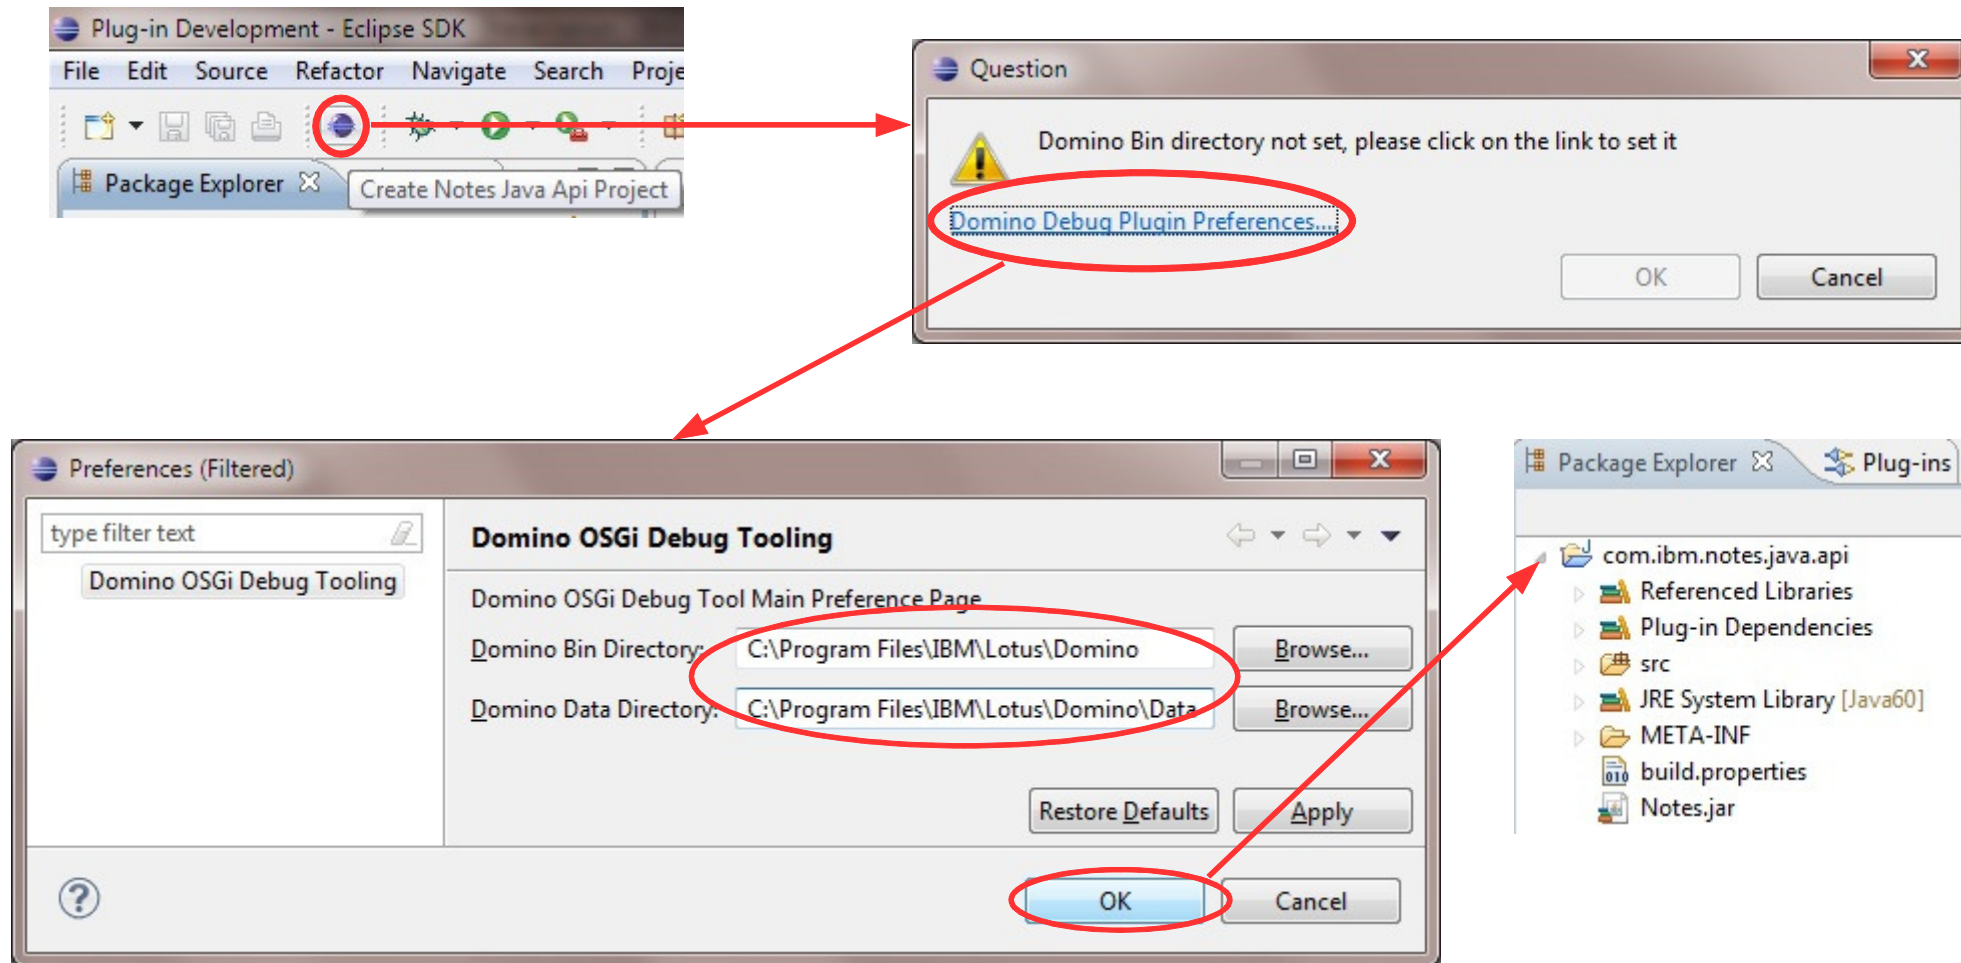 Plug-in Development - Eclipse SDK
File Edit Source Refactor Navigate Search Proje
Package Explorer
Create Notes Java Api Project
Question
Domino Bin directory not set, please click on the link to set it
Domino Debug Plugin Preferences....
OK Cancel
Preferences (Filtered)
type filter text
Domino OSGi Debug Tooling
Domino OSGi Debug Tooling
Domino OSGi Debug Tool Main Preference Page
Domino Bin Directory: C:\Program Files\IBM\Lotus\Domino Browse...
Domino Data Directory: C:\Program Files\IBM\Lotus\Domino\Data Browse...
Restore Defaults Apply
OK Cancel
Package Explorer Plug-ins
com.ibm.notes.java.api
Referenced Libraries
Plug-in Dependencies
src
JRE System Library [Java60]
META-INF
build.properties
Notes.jar